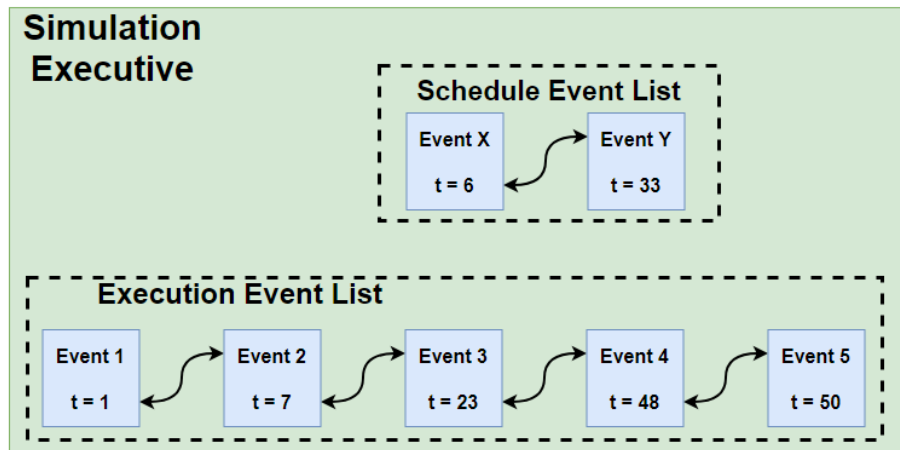 Simulation
Executive
Schedule Event List
Event X
t = 6
Event Y
t = 33
Execution Event List
Event 1
t = 1
Event 2
t = 7
Event 3
t = 23
Event 4
t = 48
Event 5
t = 50